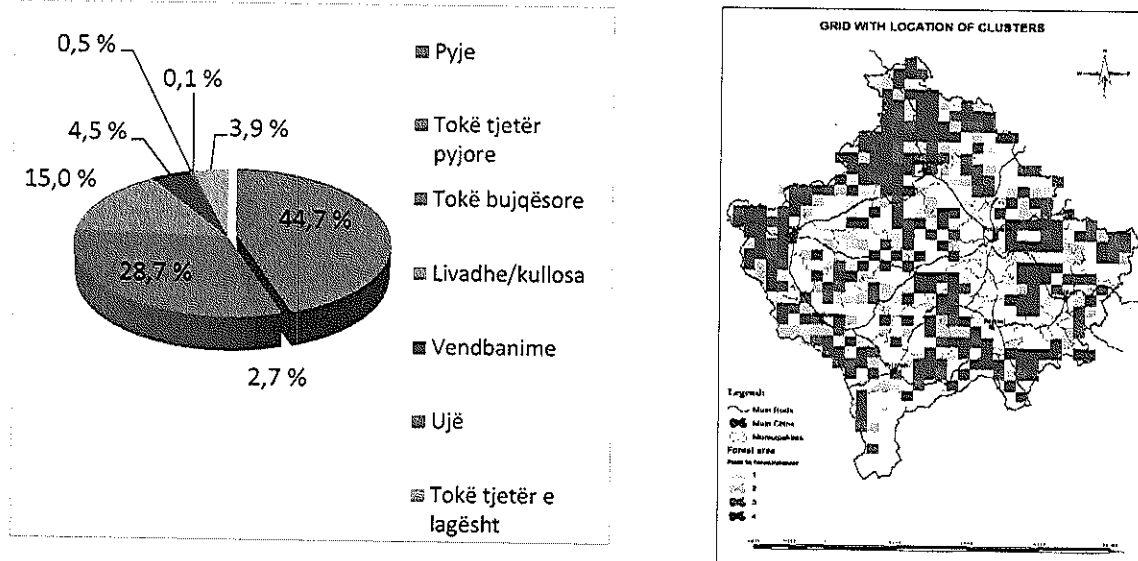 0,5 %
0,1 %
4,5 %
3,9 %
15,0 %
44,7 %
28,7 %
2,7 %
Pyje
Tokë tjetër
pyjore
Tokë bujqësore
Livadhe/kullosa
Vendbanime
Ujë
Tokë tjetër e
lagësht
GRID WITH LOCATION OF CLUSTERS
Legend:
Main Cities
Municipalities
Forest area
1
2
3
4